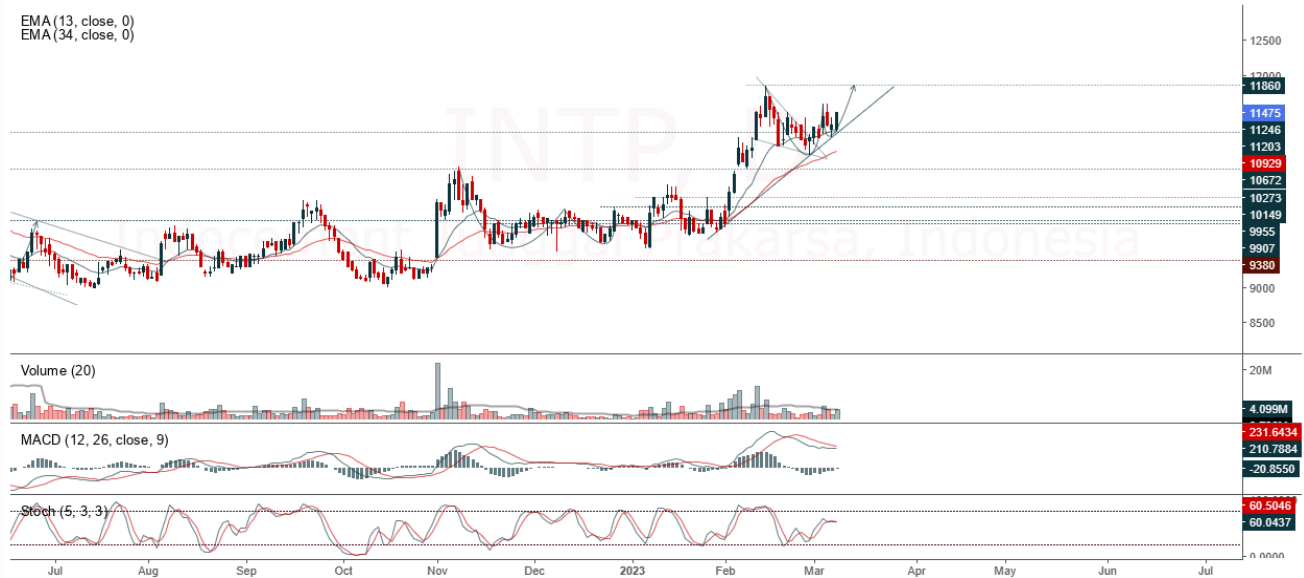 EMA (13, close, 0)
EMA (34, close, 0)
INTP, D
Indonesia
12500
12000
11860
11475
11246
11203
10929
10672
10273
10149
9955
9907
9380
9000
8500
Volume (20)
20M
4.099M
MACD (12, 26, close, 9)
231.6434
210.7884
-20.8550
Stoch (5, 3, 3)
60.5046
60.0437
0.0000
Jul Aug Sep Oct Nov Dec 2023 Feb Mar Apr May Jun Jul